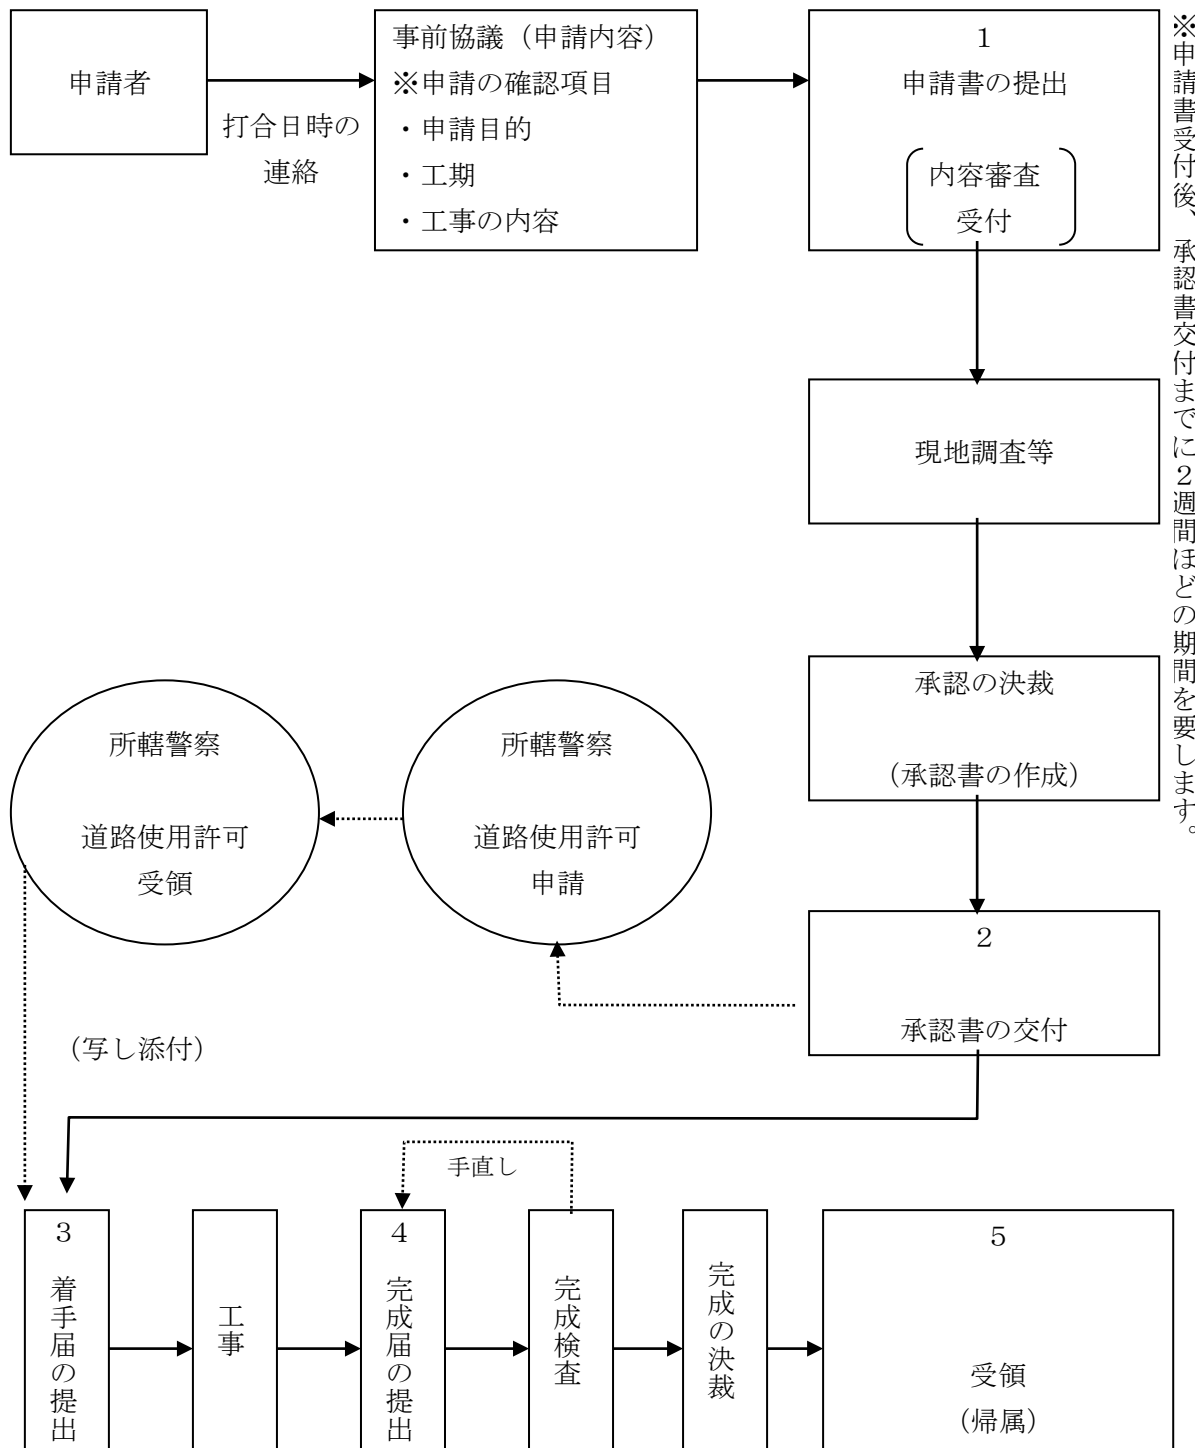 申請者
打合日時の
連絡
事前協議（申請内容）
※申請の確認項目
・申請目的
・工期
・工事の内容
１
申請書の提出
内容審査
受付
※申請書受付後、承認書交付までに２週間ほどの期間を要します。
現地調査等
承認の決裁
（承認書の作成）
所轄警察
道路使用許可
受領
所轄警察
道路使用許可
申請
２
承認書の交付
（写し添付）
手直し
３
着手届の提出
工事
４
完成届の提出
完成検査
完成の決裁
５
受領
（帰属）